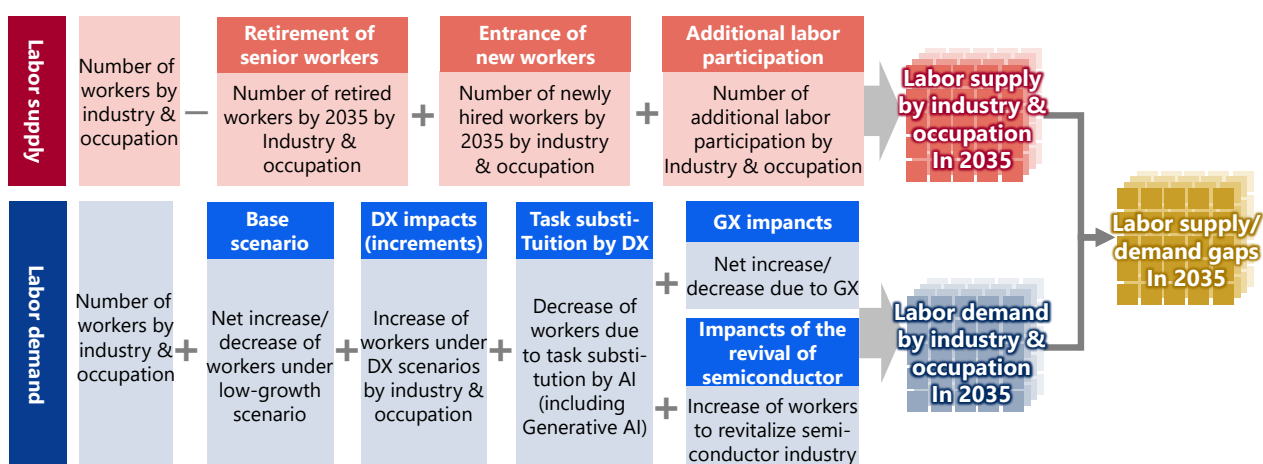 Labor supply
Number of
workers by
industry &
occupation
−
Retirement of
senior workers
Number of retired
workers by 2035 by
Industry &
occupation
+
Entrance of
new workers
Number of newly
hired workers by
2035 by industry
& occupation
+
Additional labor
participation
Number of
additional labor
participation by
Industry & occupation
Labor supply
by industry &
occupation
In 2035
Labor demand
Number of
workers by
industry &
occupation
+
Base
scenario
Net increase/
decrease of
workers under
low-growth
scenario
+
DX impacts
(increments)
Increase of
workers under
DX scenarios
by industry &
occupation
+
Task substi-
Tuition by DX
Decrease of
workers due
to task substi-
tution by AI
(including
Generative AI)
+
GX impancts
Net increase/
decrease due to GX
+
Impancts of the
revival of
semiconductor
Increase of workers
to revitalize semi-
conductor industry
Labor demand
by industry &
occupation
In 2035
Labor supply/
demand gaps
In 2035